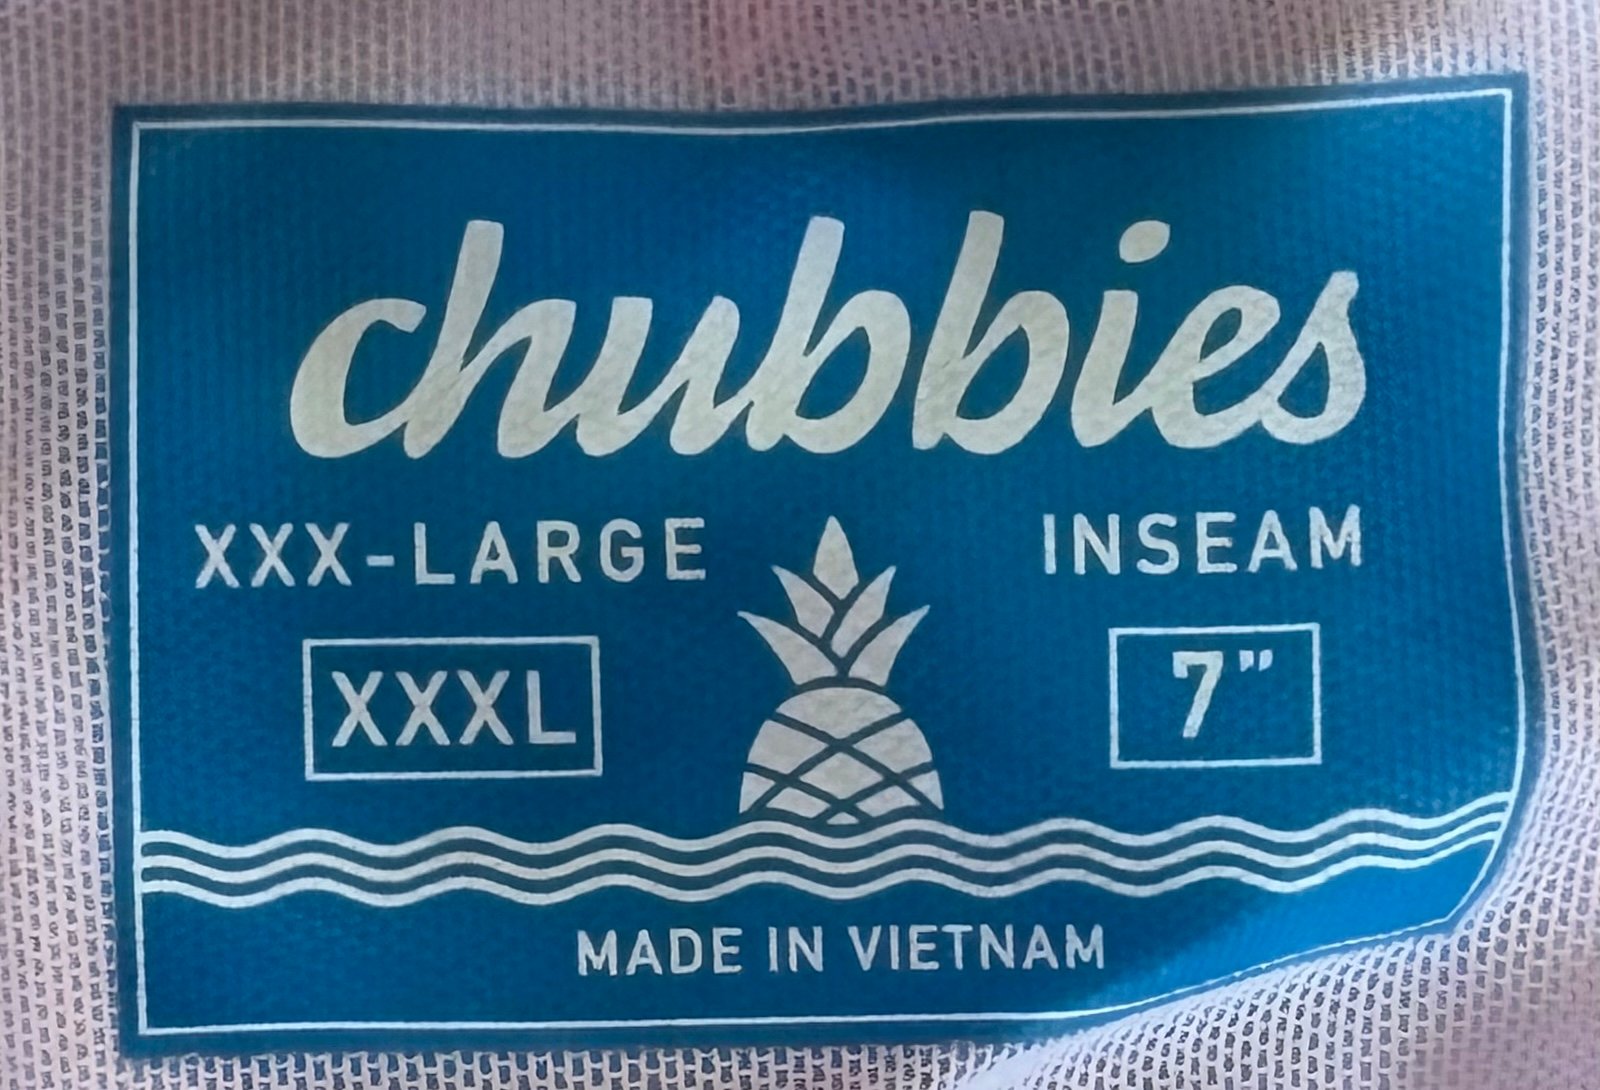 chubbies
XXX-LARGE
INSEAM
XXXL
7"
MADE IN VIETNAM